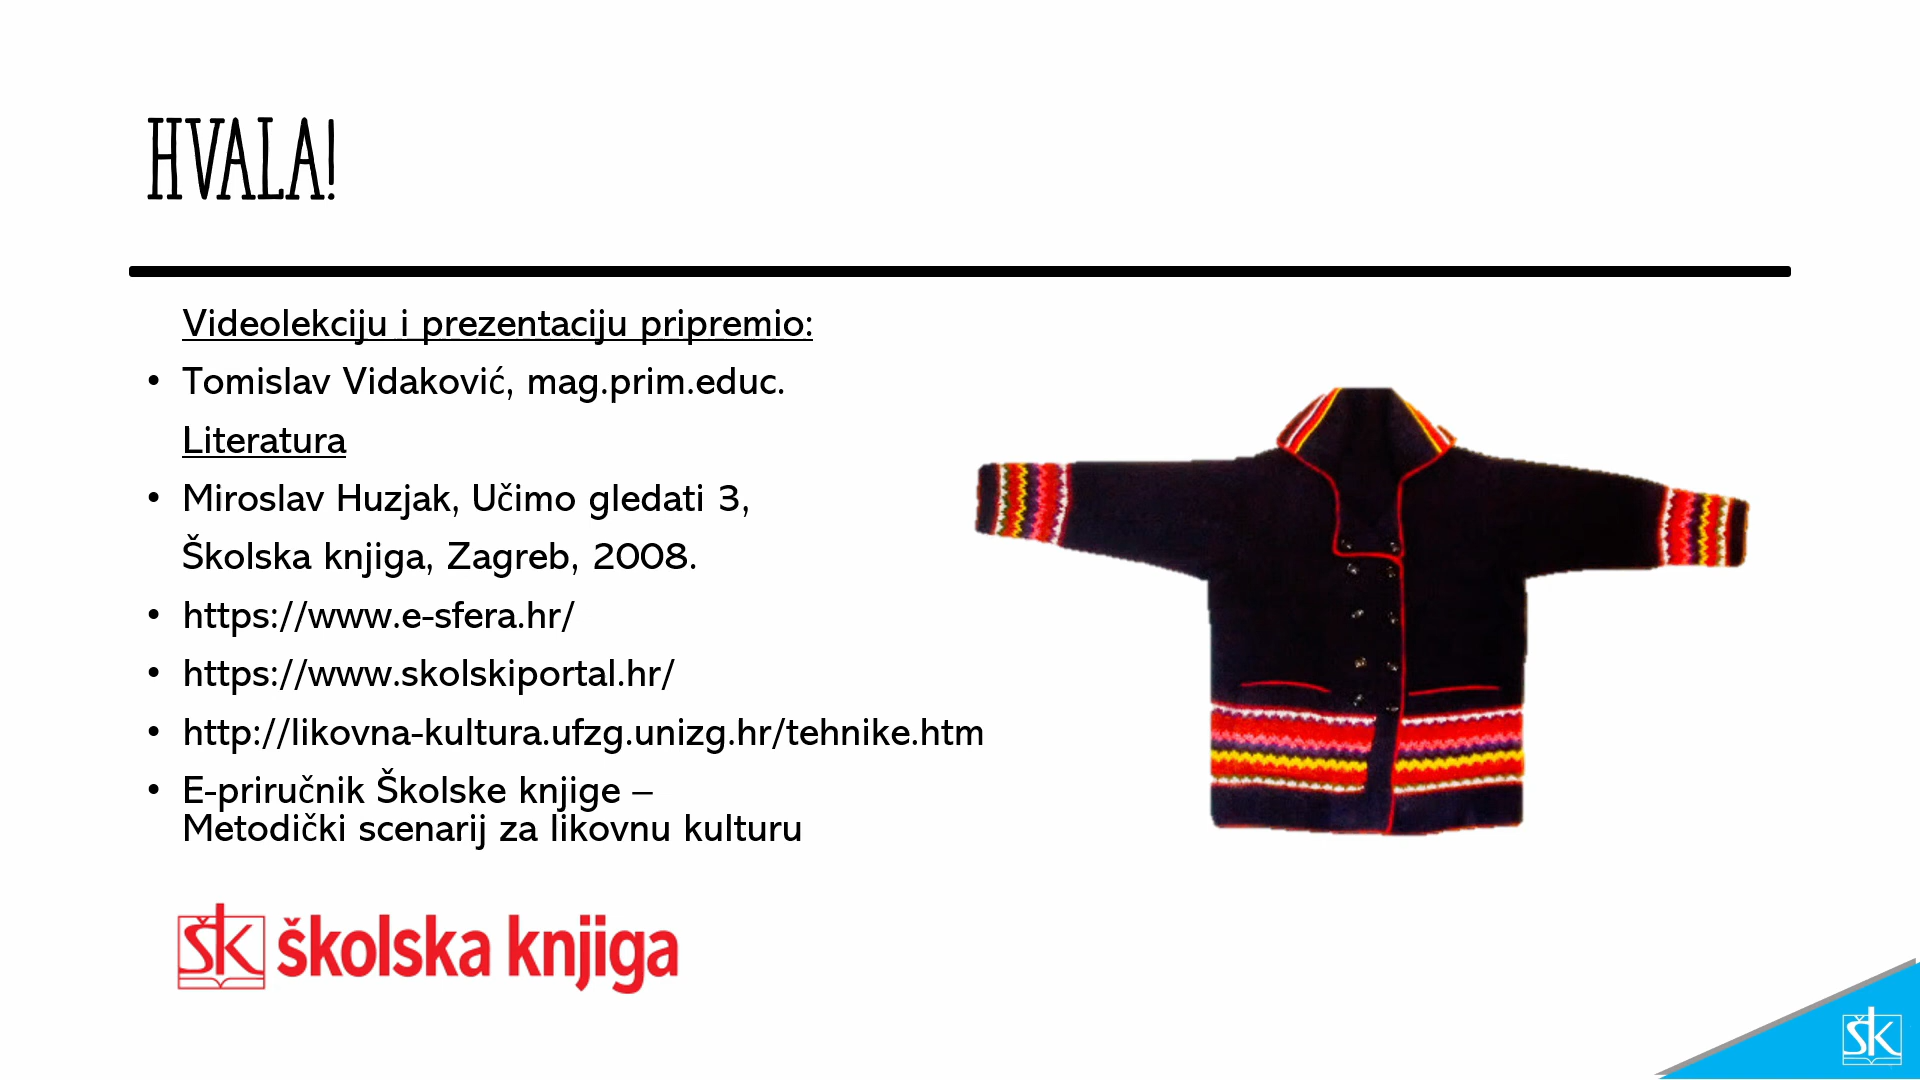 HVALA!
Videolekciju i prezentaciju pripremio:
• Tomislav Vidaković, mag.prim.educ.
Literatura
• Miroslav Huzjak, Učimo gledati 3,
Školska knjiga, Zagreb, 2008.
• https://www.e-sfera.hr/
• https://www.skolskiportal.hr/
• http://likovna-kultura.ufzg.unizg.hr/tehnike.htm
• E-priručnik Školske knjige –
Metodički scenarij za likovnu kulturu
ŠK školska knjiga
ŠK